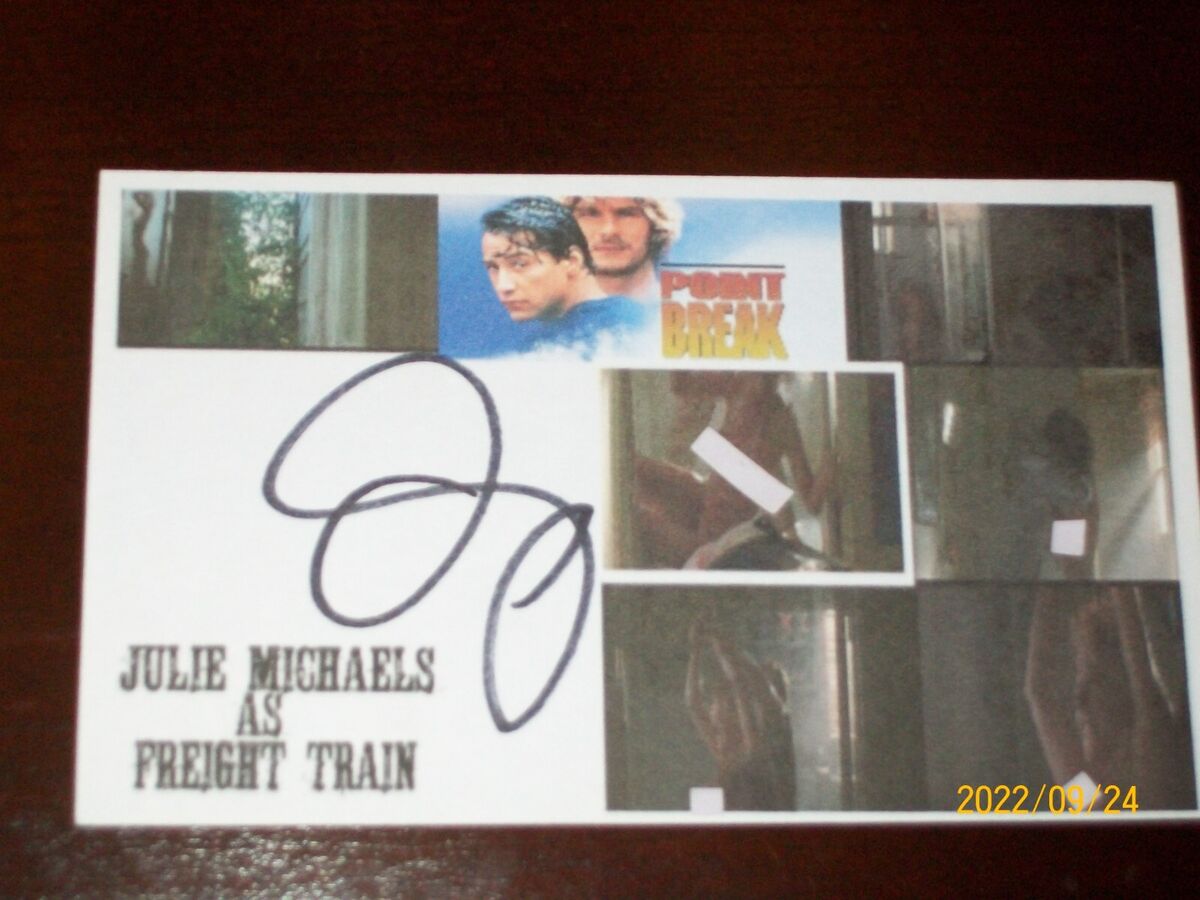 POINT
BREAK
JULIE MICHAELS
AS
FREIGHT TRAIN
2022/09/24